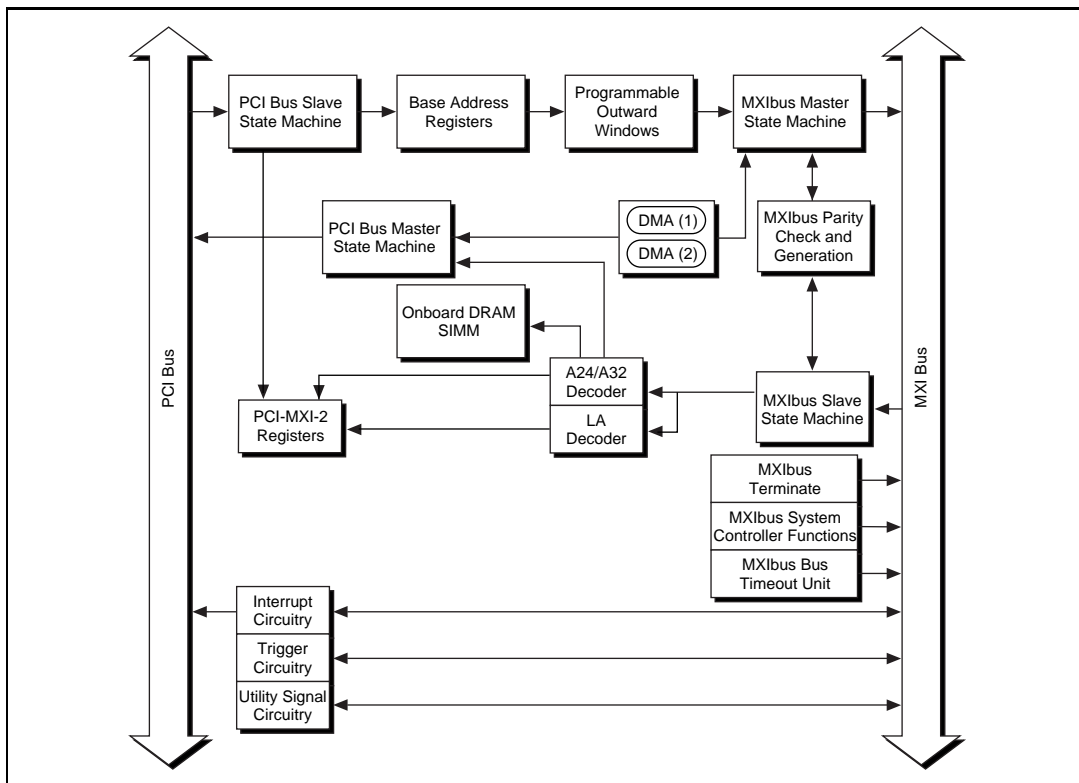 PCI Bus
PCI Bus Slave
State Machine
Base Address
Registers
Programmable
Outward
Windows
MXIbus Master
State Machine
PCI Bus Master
State Machine
DMA (1)
DMA (2)
MXIbus Parity
Check and
Generation
Onboard DRAM
SIMM
A24/A32
Decoder
LA
Decoder
MXIbus Slave
State Machine
PCI-MXI-2
Registers
MXIbus
Terminate
MXIbus System
Controller Functions
MXIbus Bus
Timeout Unit
Interrupt
Circuitry
Trigger
Circuitry
Utility Signal
Circuitry
MXI Bus